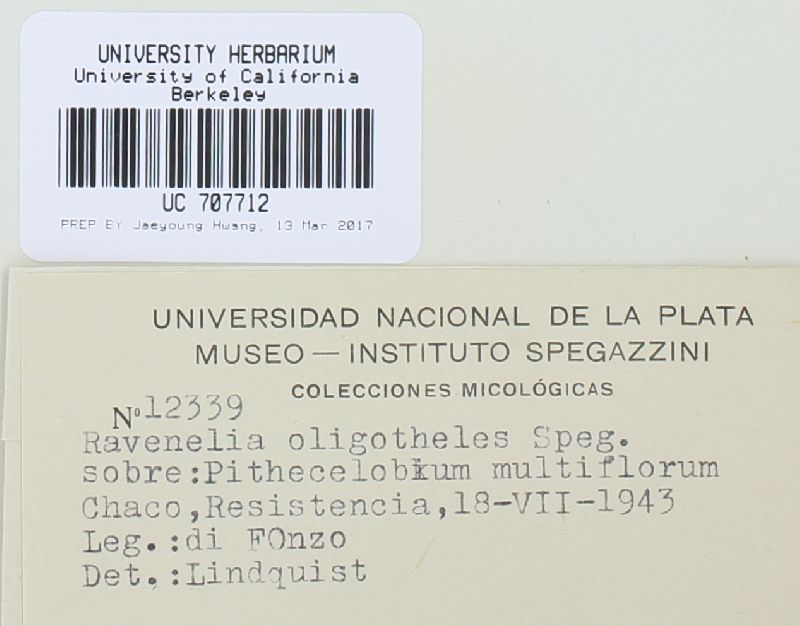 UNIVERSITY HERBARIUM
University of California
Berkeley
UC 707712
PREP BY Jaeyoung Hwang, 13 Mar 2017
UNIVERSIDAD NACIONAL DE LA PLATA
MUSEO — INSTITUTO SPEGAZZINI
COLECCIONES MICOLÓGICAS
Nº 12339
Ravenelia oligotheles Speg.
sobre:Pithecelobium multiflorum
Chaco,Resistencia,18-VII-1943
Leg.:di FOnzo
Det.:Lindquist